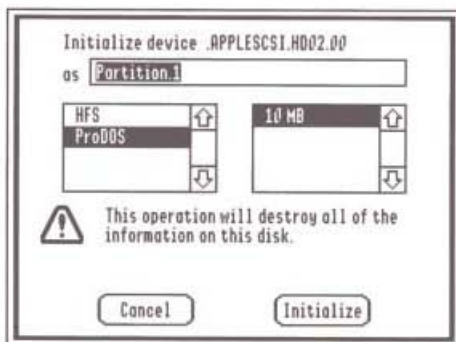 Initialize device .APPLESCSI.HD02.00
as Partition.1
HFS
ProDOS
10 MB
This operation will destroy all of the
information on this disk.
Cancel
Initialize